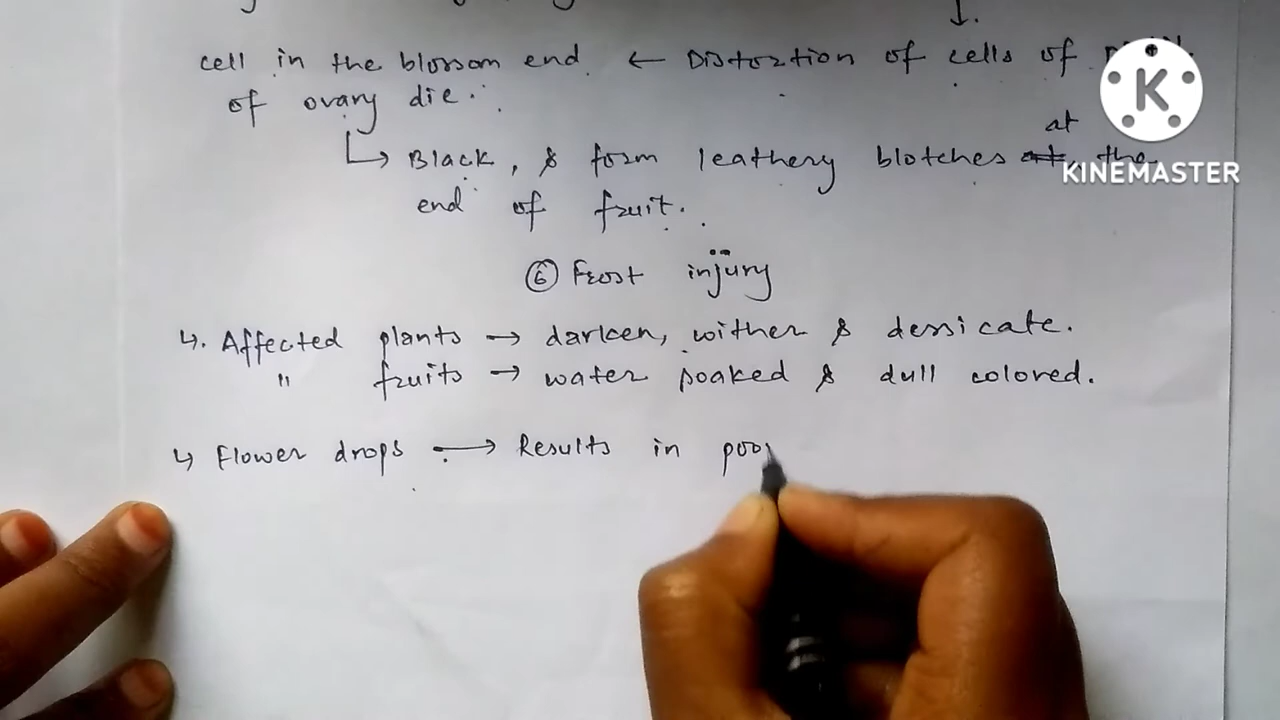 cell in the blossom end ← Distortion of cells of
of ovary die.
at
↳ Black, & form leathery blotches the
end of fruit.
⑥ Frost injury
↳ Affected plants → darken, wither & dessicate.
" fruits → water soaked & dull colored.
↳ Flower drops → Results in poor
K
KINEMASTER